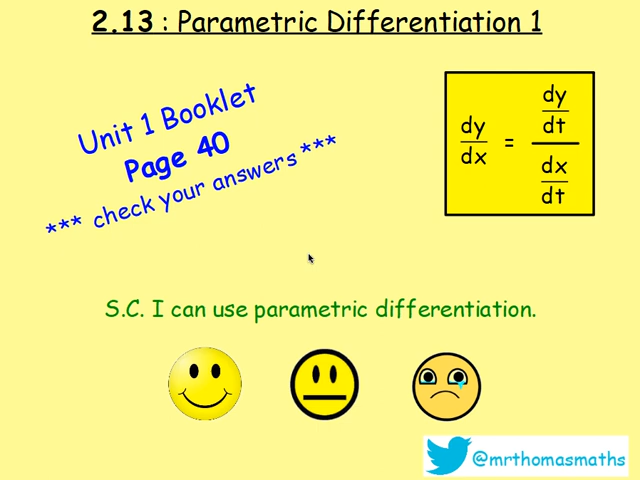 2.13 : Parametric Differentiation 1
Unit 1 Booklet
Page 40
*** check your answers ***
dy/dx = (dy/dt)/(dx/dt)
S.C. I can use parametric differentiation.
@mrthomasmaths